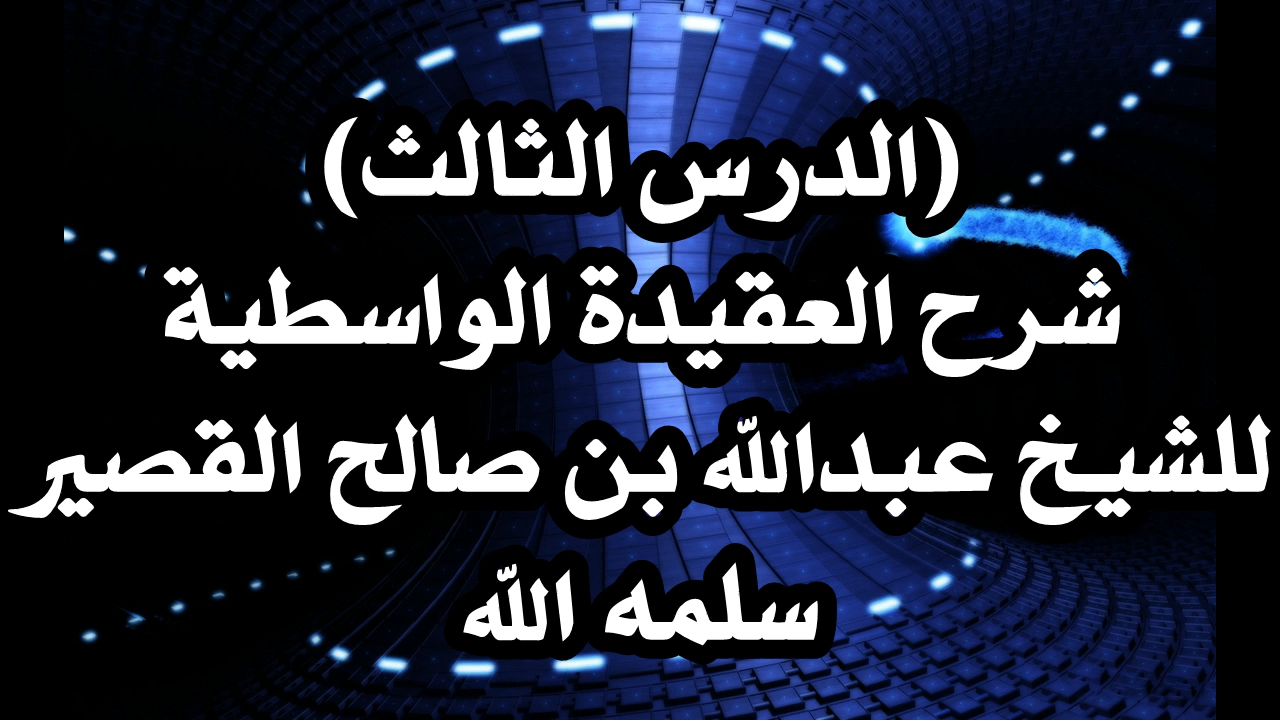 (الدرس الثالث)
شرح العقيدة الواسطية
للشيخ عبدالله بن صالح القصير
سلمه الله